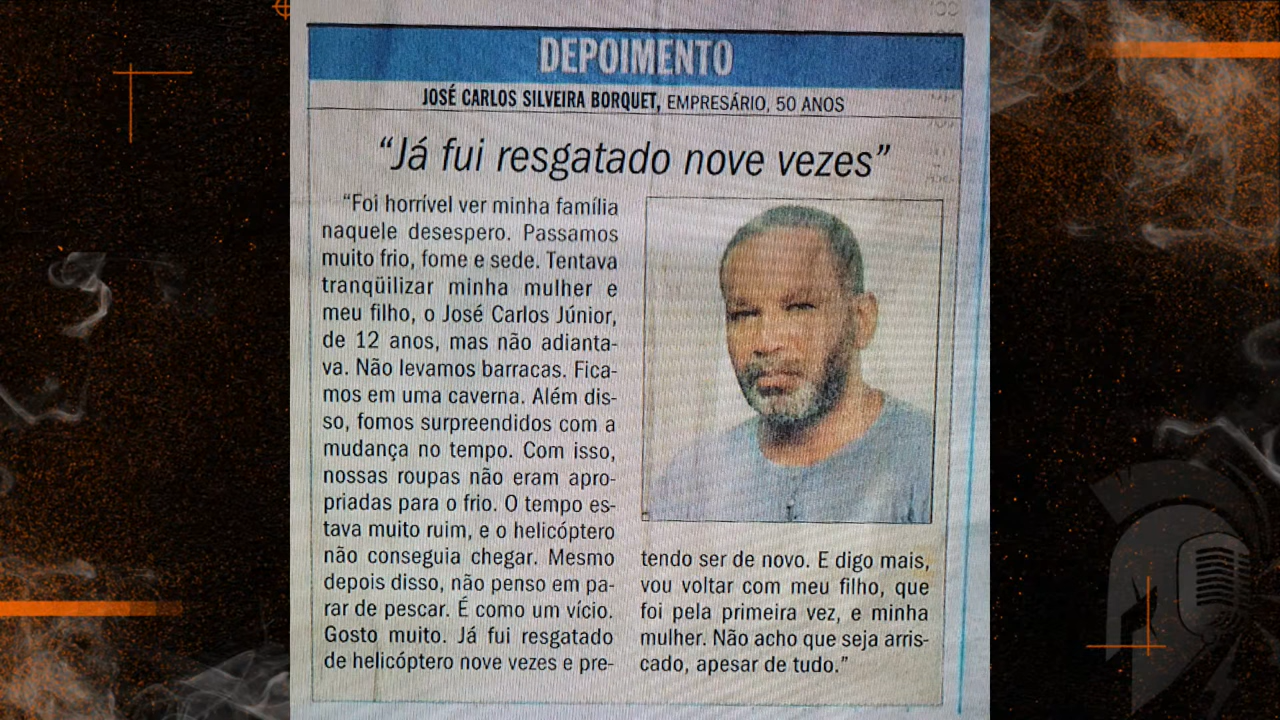 DEPOIMENTO
JOSÉ CARLOS SILVEIRA BORQUET, EMPRESÁRIO, 50 ANOS
“Já fui resgatado nove vezes”
“Foi horrível ver minha família
naquele desespero. Passamos
muito frio, fome e sede. Tentava
tranqüilizar minha mulher e
meu filho, o José Carlos Júnior,
de 12 anos, mas não adianta-
va. Não levamos barracas. Fica-
mos em uma caverna. Além dis-
so, fomos surpreendidos com a
mudança no tempo. Com isso,
nossas roupas não eram apro-
priadas para o frio. O tempo es-
tava muito ruim, e o helicóptero
não conseguia chegar. Mesmo
depois disso, não penso em pa-
rar de pescar. É como um vício.
Gosto muito. Já fui resgatado
de helicóptero nove vezes e pre-
tendo ser de novo. E digo mais,
vou voltar com meu filho, que
foi pela primeira vez, e minha
mulher. Não acho que seja arris-
cado, apesar de tudo.”